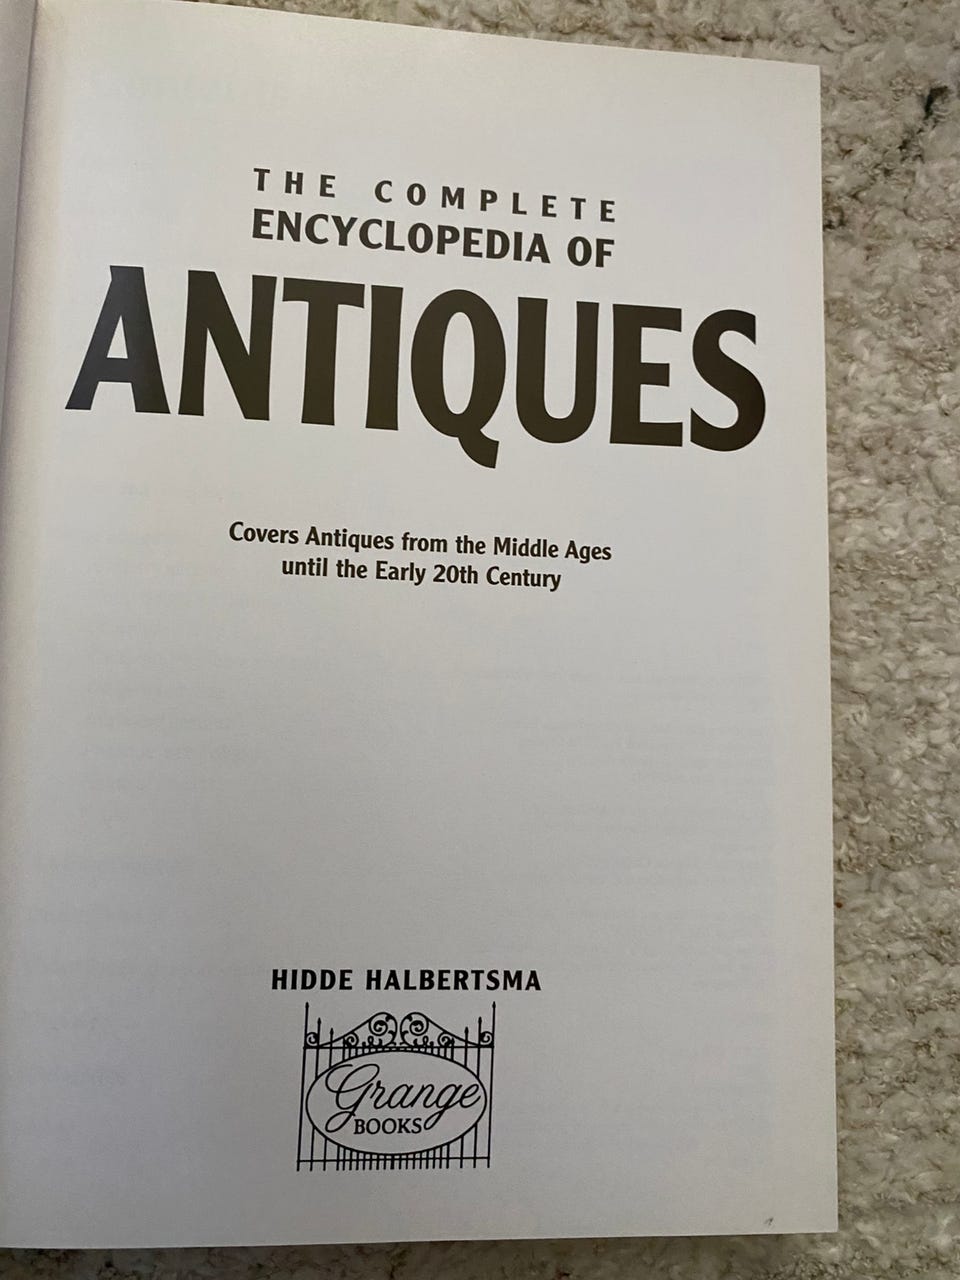 THE COMPLETE
ENCYCLOPEDIA OF
ANTIQUES
Covers Antiques from the Middle Ages
until the Early 20th Century
HIDDE HALBERTSMA
Grange
BOOKS